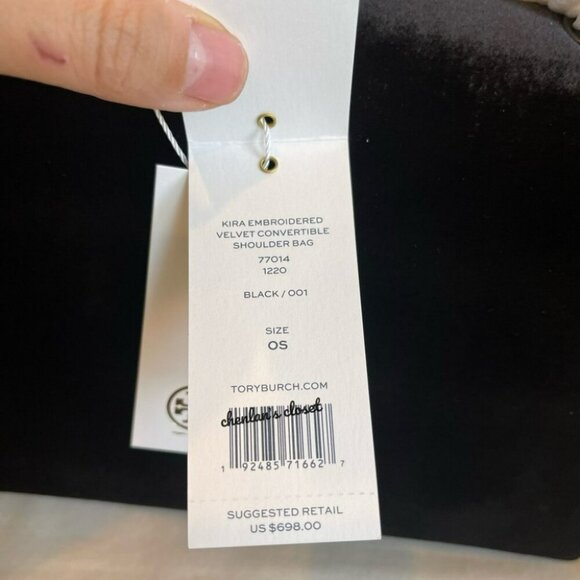 KIRA EMBROIDERED
VELVET CONVERTIBLE
SHOULDER BAG
77014
1220
BLACK / 001
SIZE
OS
TORYBURCH.COM
chenlan's closet
1 92485 71662 7
SUGGESTED RETAIL
US $698.00